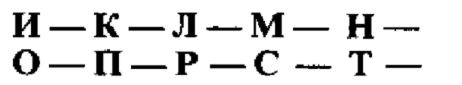 И — К — Л — М — Н —
О — П — Р — С — Т —